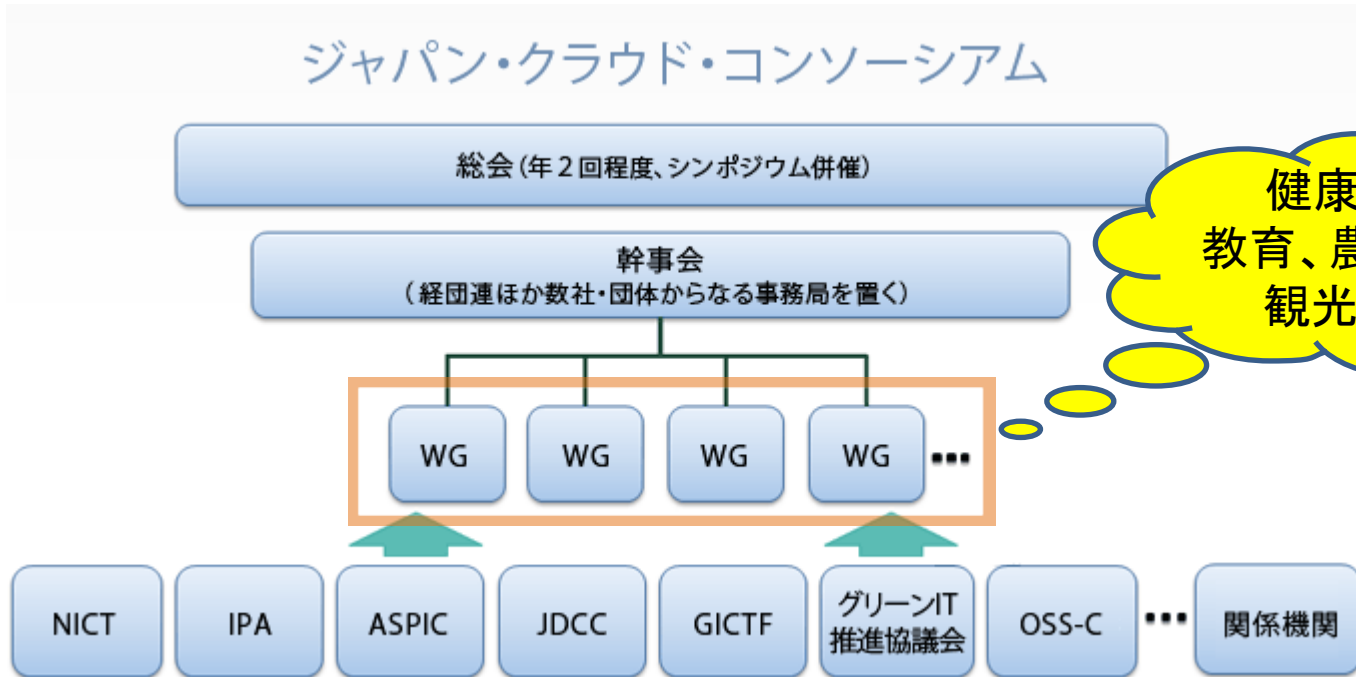 ジャパン・クラウド・コンソーシアム
総会(年2回程度、シンポジウム併催)
幹事会
(経団連ほか数社・団体からなる事務局を置く)
健康
教育、農
観光
WG
WG
WG
WG
…
NICT
IPA
ASPIC
JDCC
GICTF
グリーンIT
推進協議会
OSS-C
…
関係機関